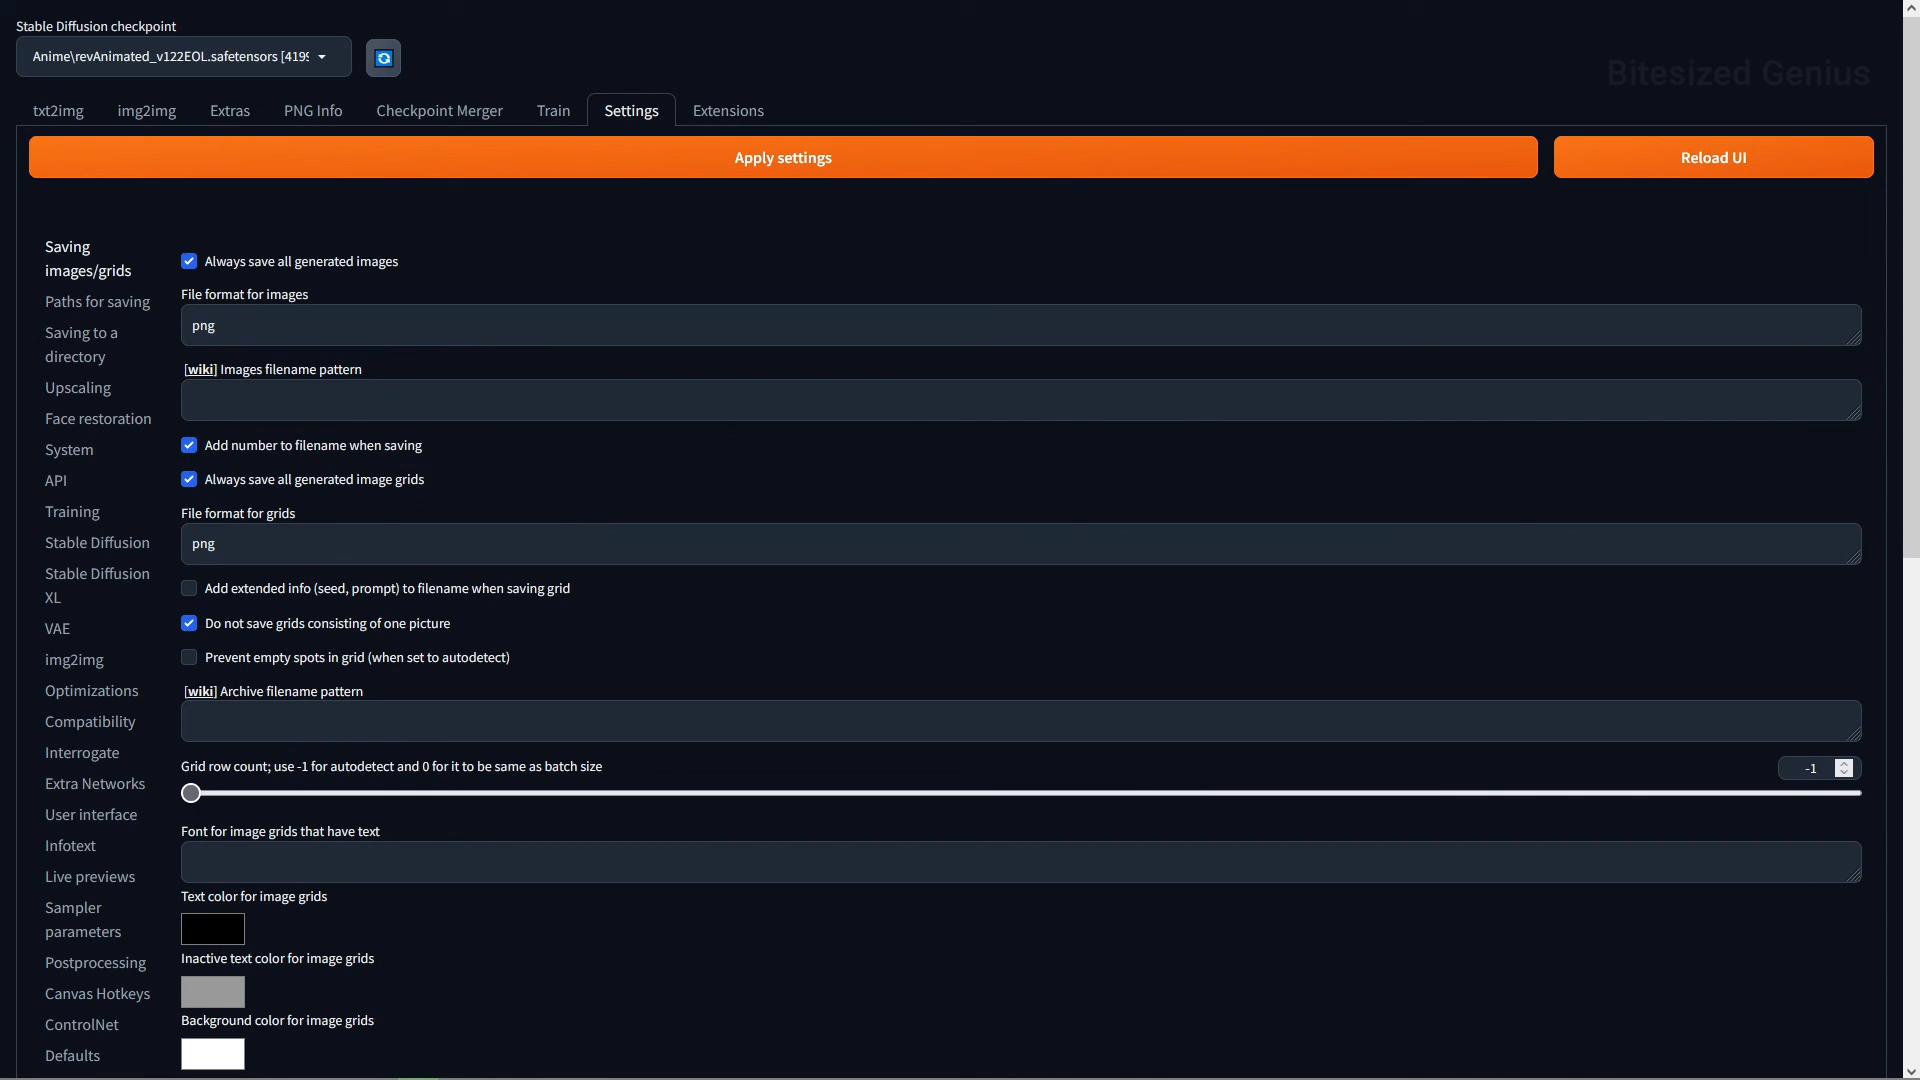 Stable Diffusion checkpoint
Anime\revAnimated_v122EOL.safetensors [419
Bitesized Genius
txt2img
img2img
Extras
PNG Info
Checkpoint Merger
Train
Settings
Extensions
Apply settings
Reload UI
Saving
images/grids
Paths for saving
Saving to a
directory
Upscaling
Face restoration
System
API
Training
Stable Diffusion
Stable Diffusion
XL
VAE
img2img
Optimizations
Compatibility
Interrogate
Extra Networks
User interface
Infotext
Live previews
Sampler
parameters
Postprocessing
Canvas Hotkeys
ControlNet
Defaults
Always save all generated images
File format for images
png
[wiki] Images filename pattern
Add number to filename when saving
Always save all generated image grids
File format for grids
png
Add extended info (seed, prompt) to filename when saving grid
Do not save grids consisting of one picture
Prevent empty spots in grid (when set to autodetect)
[wiki] Archive filename pattern
Grid row count; use -1 for autodetect and 0 for it to be same as batch size
-1
Font for image grids that have text
Text color for image grids
Inactive text color for image grids
Background color for image grids